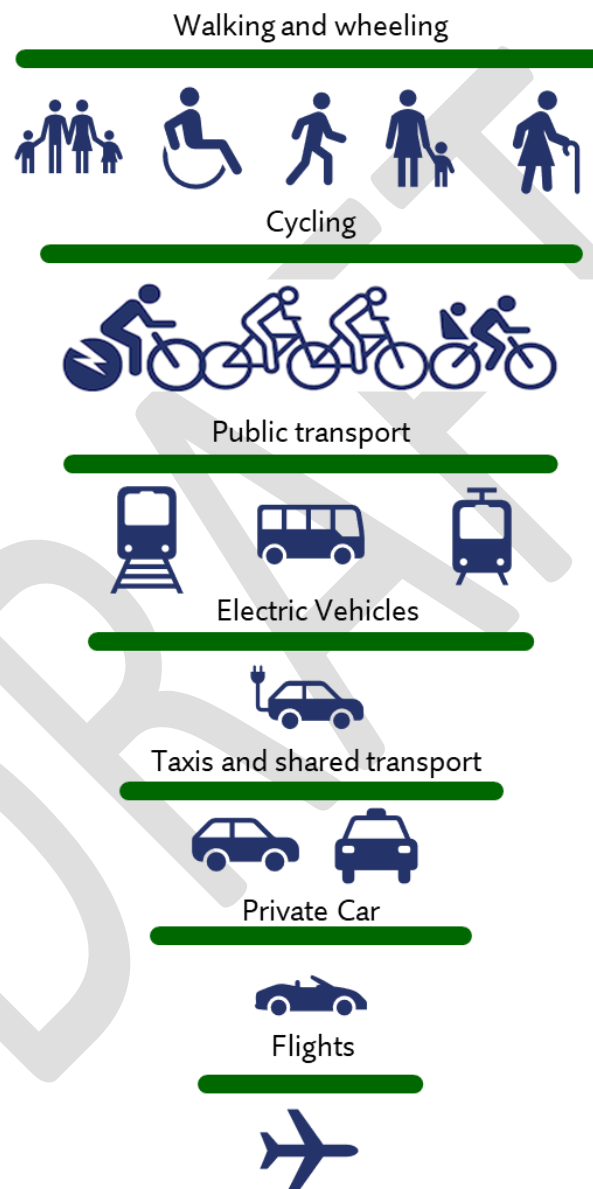 Walking and wheeling
Cycling
Public transport
Electric Vehicles
Taxis and shared transport
Private Car
Flights
DRAFT